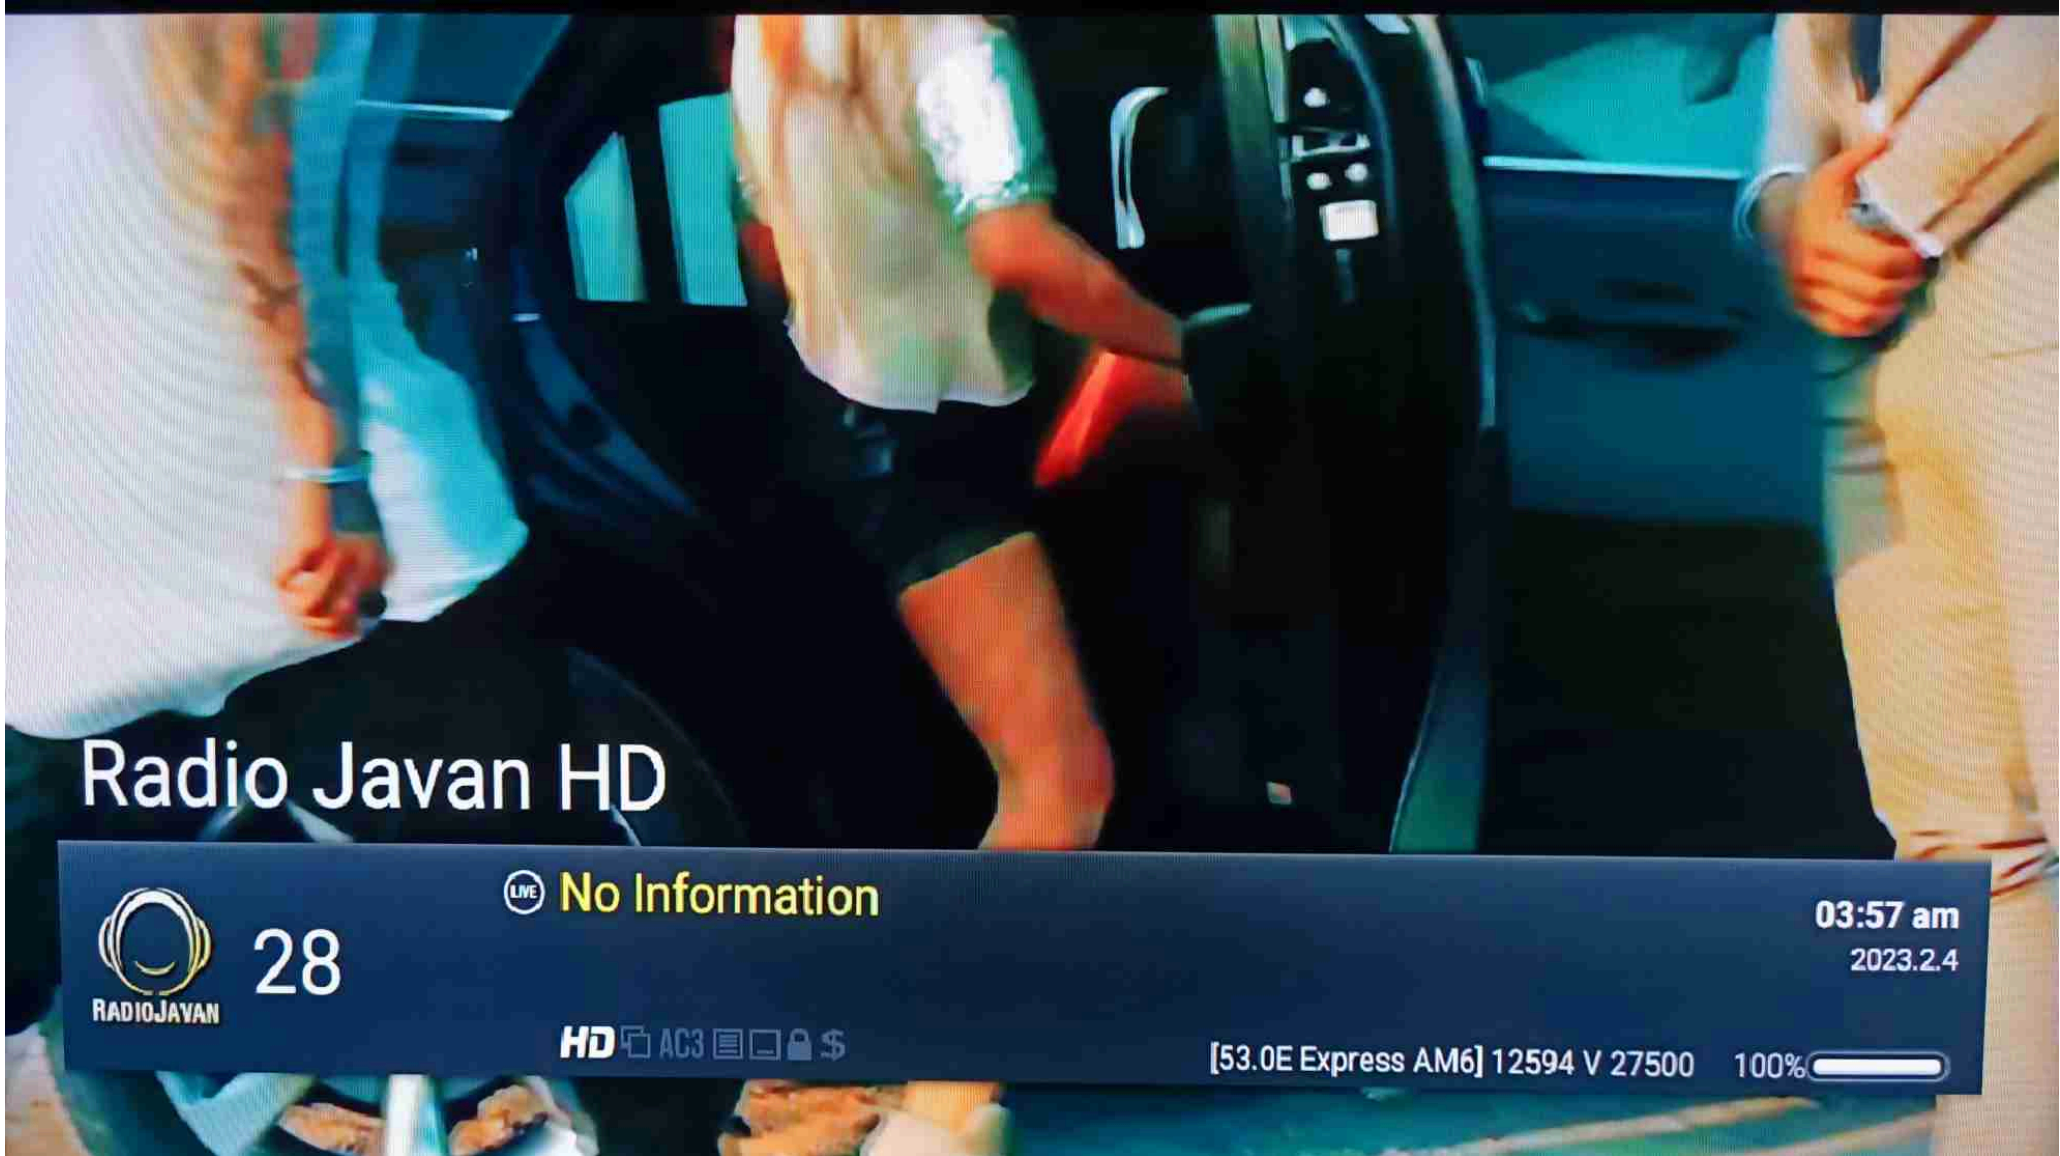 Radio Javan HD
LIVE No Information
03:57 am
28
2023.2.4
RADIOJAVAN
HD AC3 $
[53.0E Express AM6] 12594 V 27500 100%